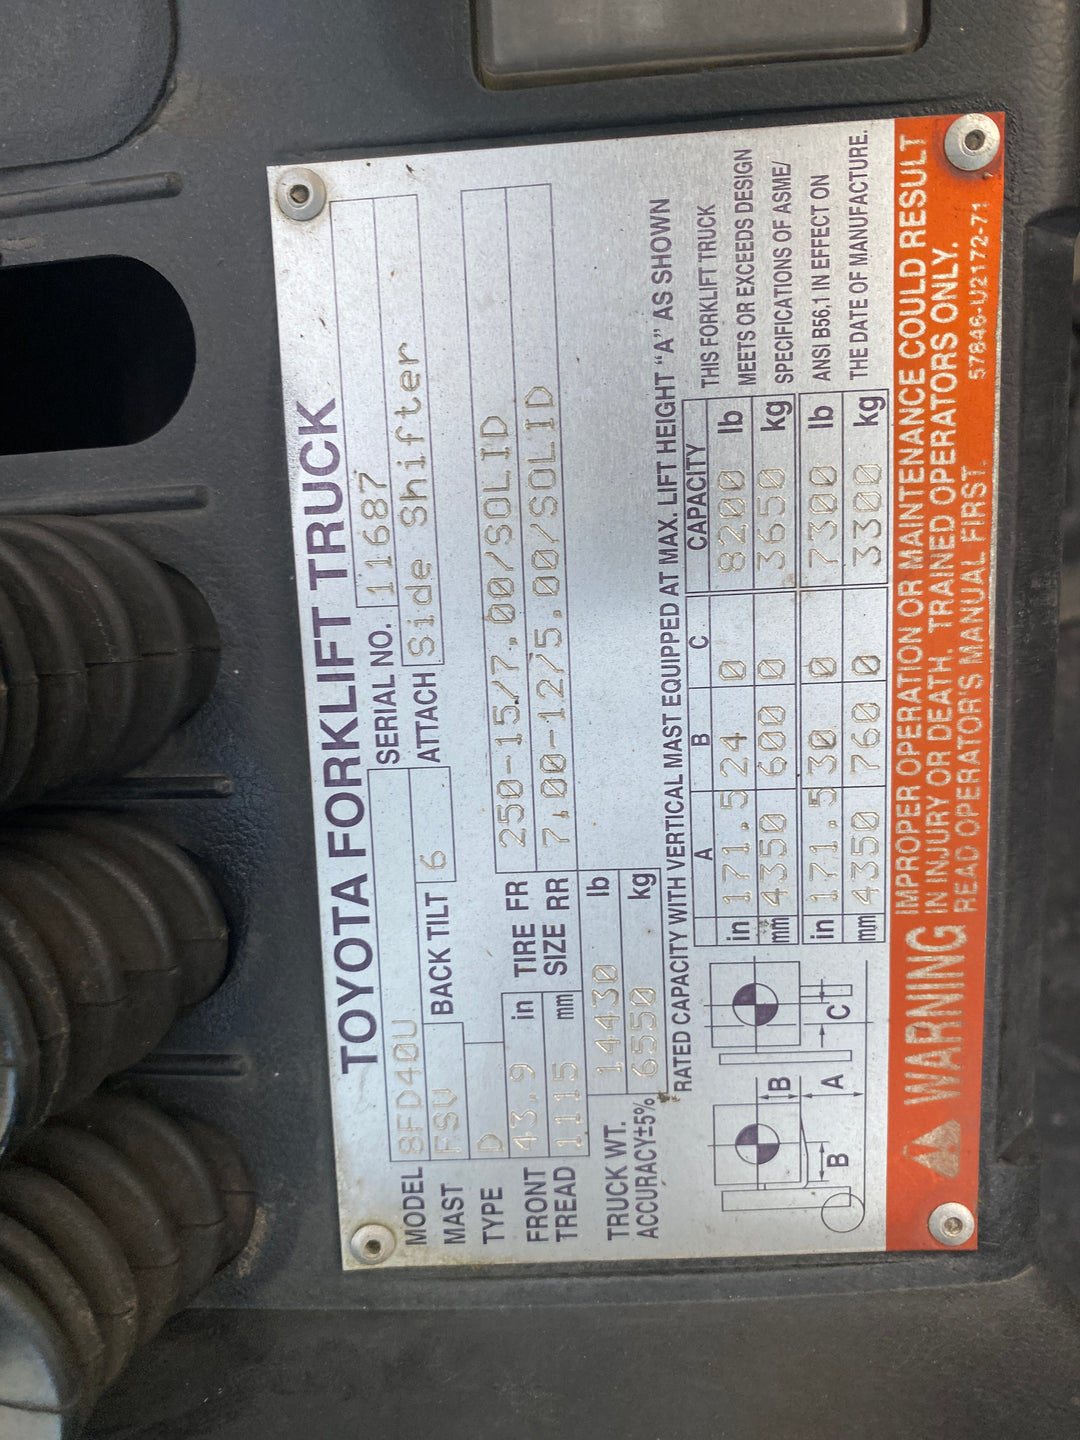 TOYOTA FORKLIFT TRUCK
MODEL 8FD40U SERIAL NO. 11687
MAST FSV BACK TILT 6 ATTACH Side Shifter
TYPE D
FRONT TREAD 43.9 in 1115 mm
TIRE SIZE FR 250-15/7.00/SOLID
RR 7.00-12/5.00/SOLID
TRUCK WT. 14430 lb
ACCURACY±5% 6550 kg
RATED CAPACITY WITH VERTICAL MAST EQUIPPED AT MAX. LIFT HEIGHT "A" AS SHOWN
A B C CAPACITY
in 171.5 24 0 8200 lb
mm 4350 600 0 3650 kg
in 171.5 30 0 7300 lb
mm 4350 760 0 3300 kg
THIS FORKLIFT TRUCK
MEETS OR EXCEEDS DESIGN
SPECIFICATIONS OF ASME/
ANSI B56.1 IN EFFECT ON
THE DATE OF MANUFACTURE.
B
B
A
C
WARNING
IMPROPER OPERATION OR MAINTENANCE COULD RESULT
IN INJURY OR DEATH. TRAINED OPERATORS ONLY.
READ OPERATOR'S MANUAL FIRST.
57846-U2172-71